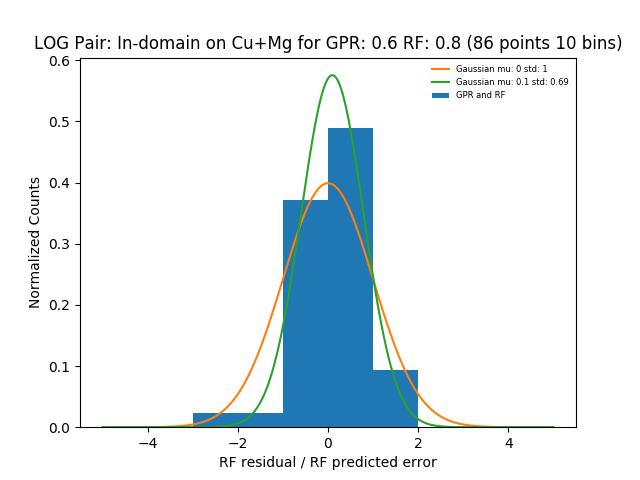 LOG Pair: In-domain on Cu+Mg for GPR: 0.6 RF: 0.8 (86 points 10 bins)
Gaussian mu: 0 std: 1
Gaussian mu: 0.1 std: 0.69
GPR and RF
Normalized Counts
0.6
0.5
0.4
0.3
0.2
0.1
0.0
−4 −2 0 2 4
RF residual / RF predicted error